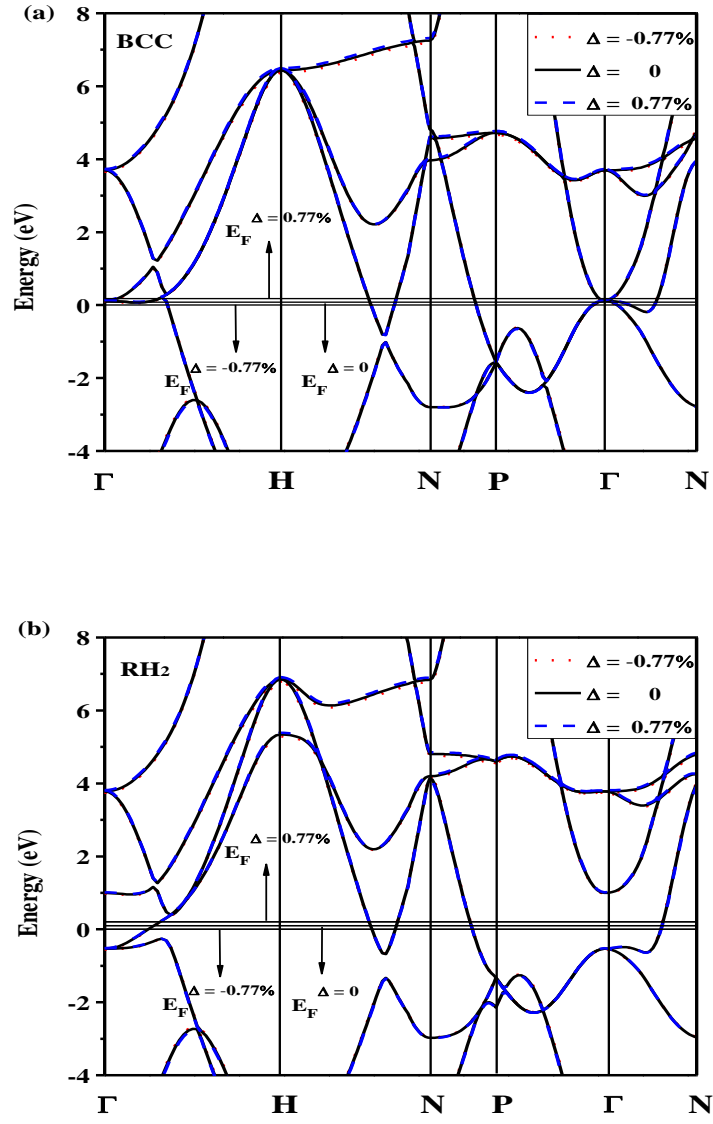 (a)
8
BCC
Δ = -0.77%
Δ = 0
Δ = 0.77%
6
4
2
0
-2
-4
Energy (eV)
E_F^Δ = 0.77%
E_F^Δ = -0.77%
E_F^Δ = 0
Γ H N P Γ N
(b)
8
RH₂
Δ = -0.77%
Δ = 0
Δ = 0.77%
6
4
2
0
-2
-4
Energy (eV)
E_F^Δ = 0.77%
E_F^Δ = -0.77%
E_F^Δ = 0
Γ H N P Γ N